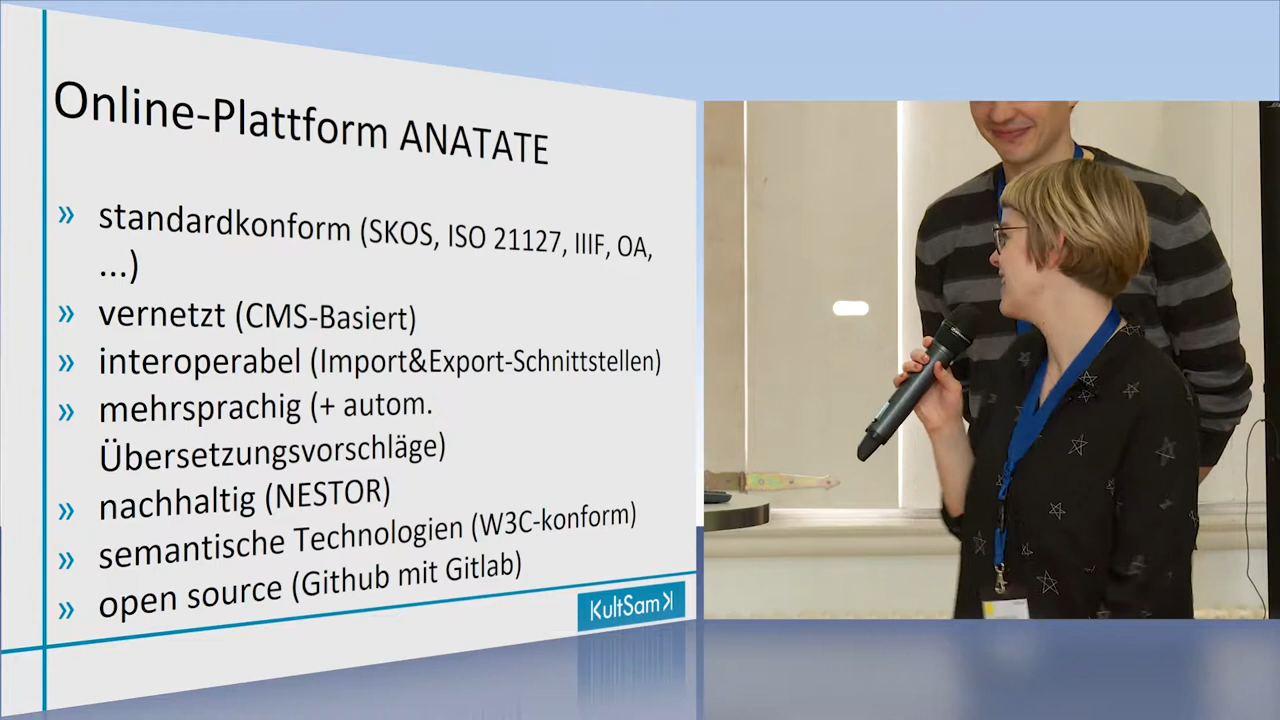 Online-Plattform ANATATE
» standardkonform (SKOS, ISO 21127, IIIF, OA,
...)
» vernetzt (CMS-Basiert)
» interoperabel (Import&Export-Schnittstellen)
» mehrsprachig (+ autom.
Übersetzungsvorschläge)
» nachhaltig (NESTOR)
» semantische Technologien (W3C-konform)
» open source (Github mit Gitlab)
KultSam